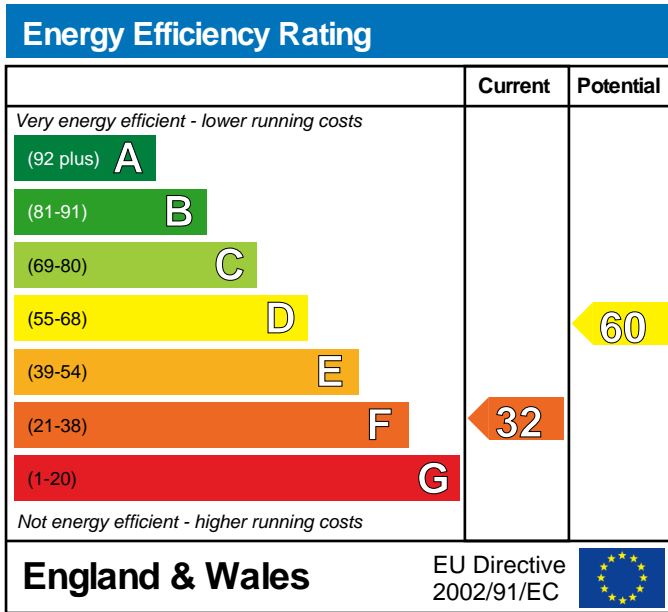 Energy Efficiency Rating
Current Potential
Very energy efficient - lower running costs
(92 plus) A
(81-91) B
(69-80) C
(55-68) D
60
(39-54) E
(21-38) F
32
(1-20) G
Not energy efficient - higher running costs
England & Wales
EU Directive
2002/91/EC